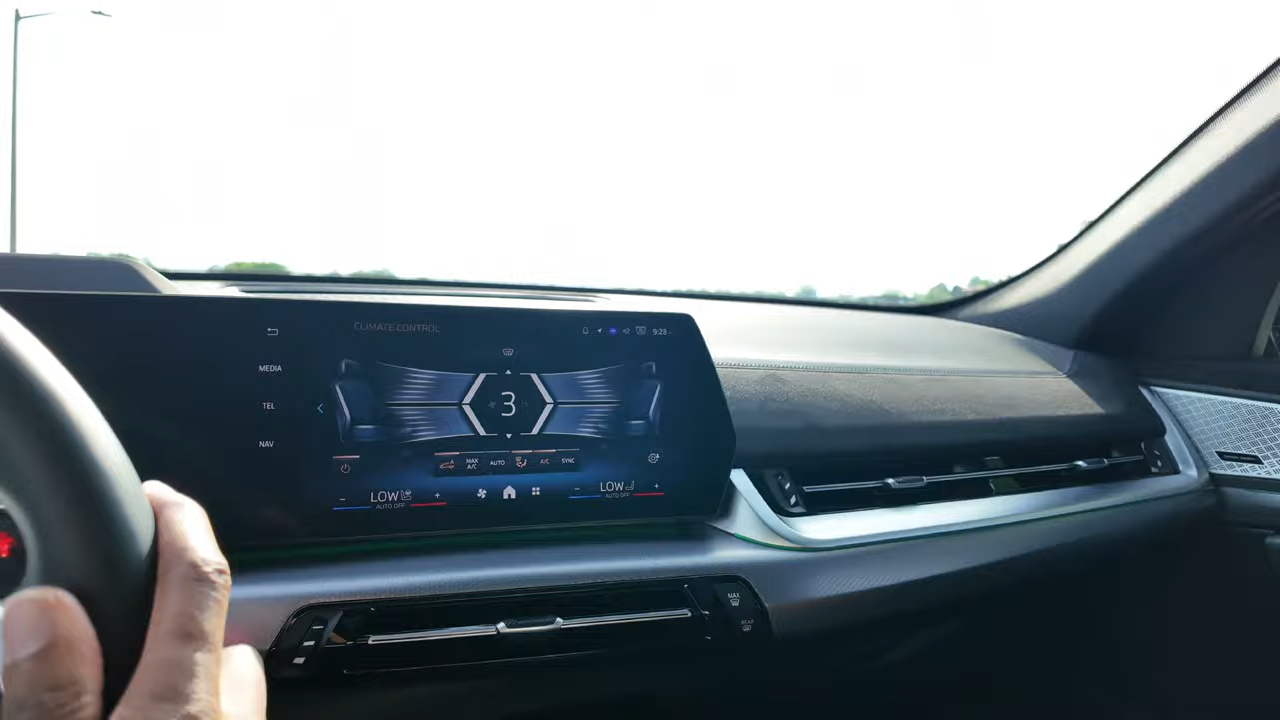 CLIMATE CONTROL
9:23
MEDIA
TEL
NAV
3
MAX A/C
AUTO
A/C
SYNC
LOW
AUTO OFF
LOW
AUTO OFF
MAX
REAR